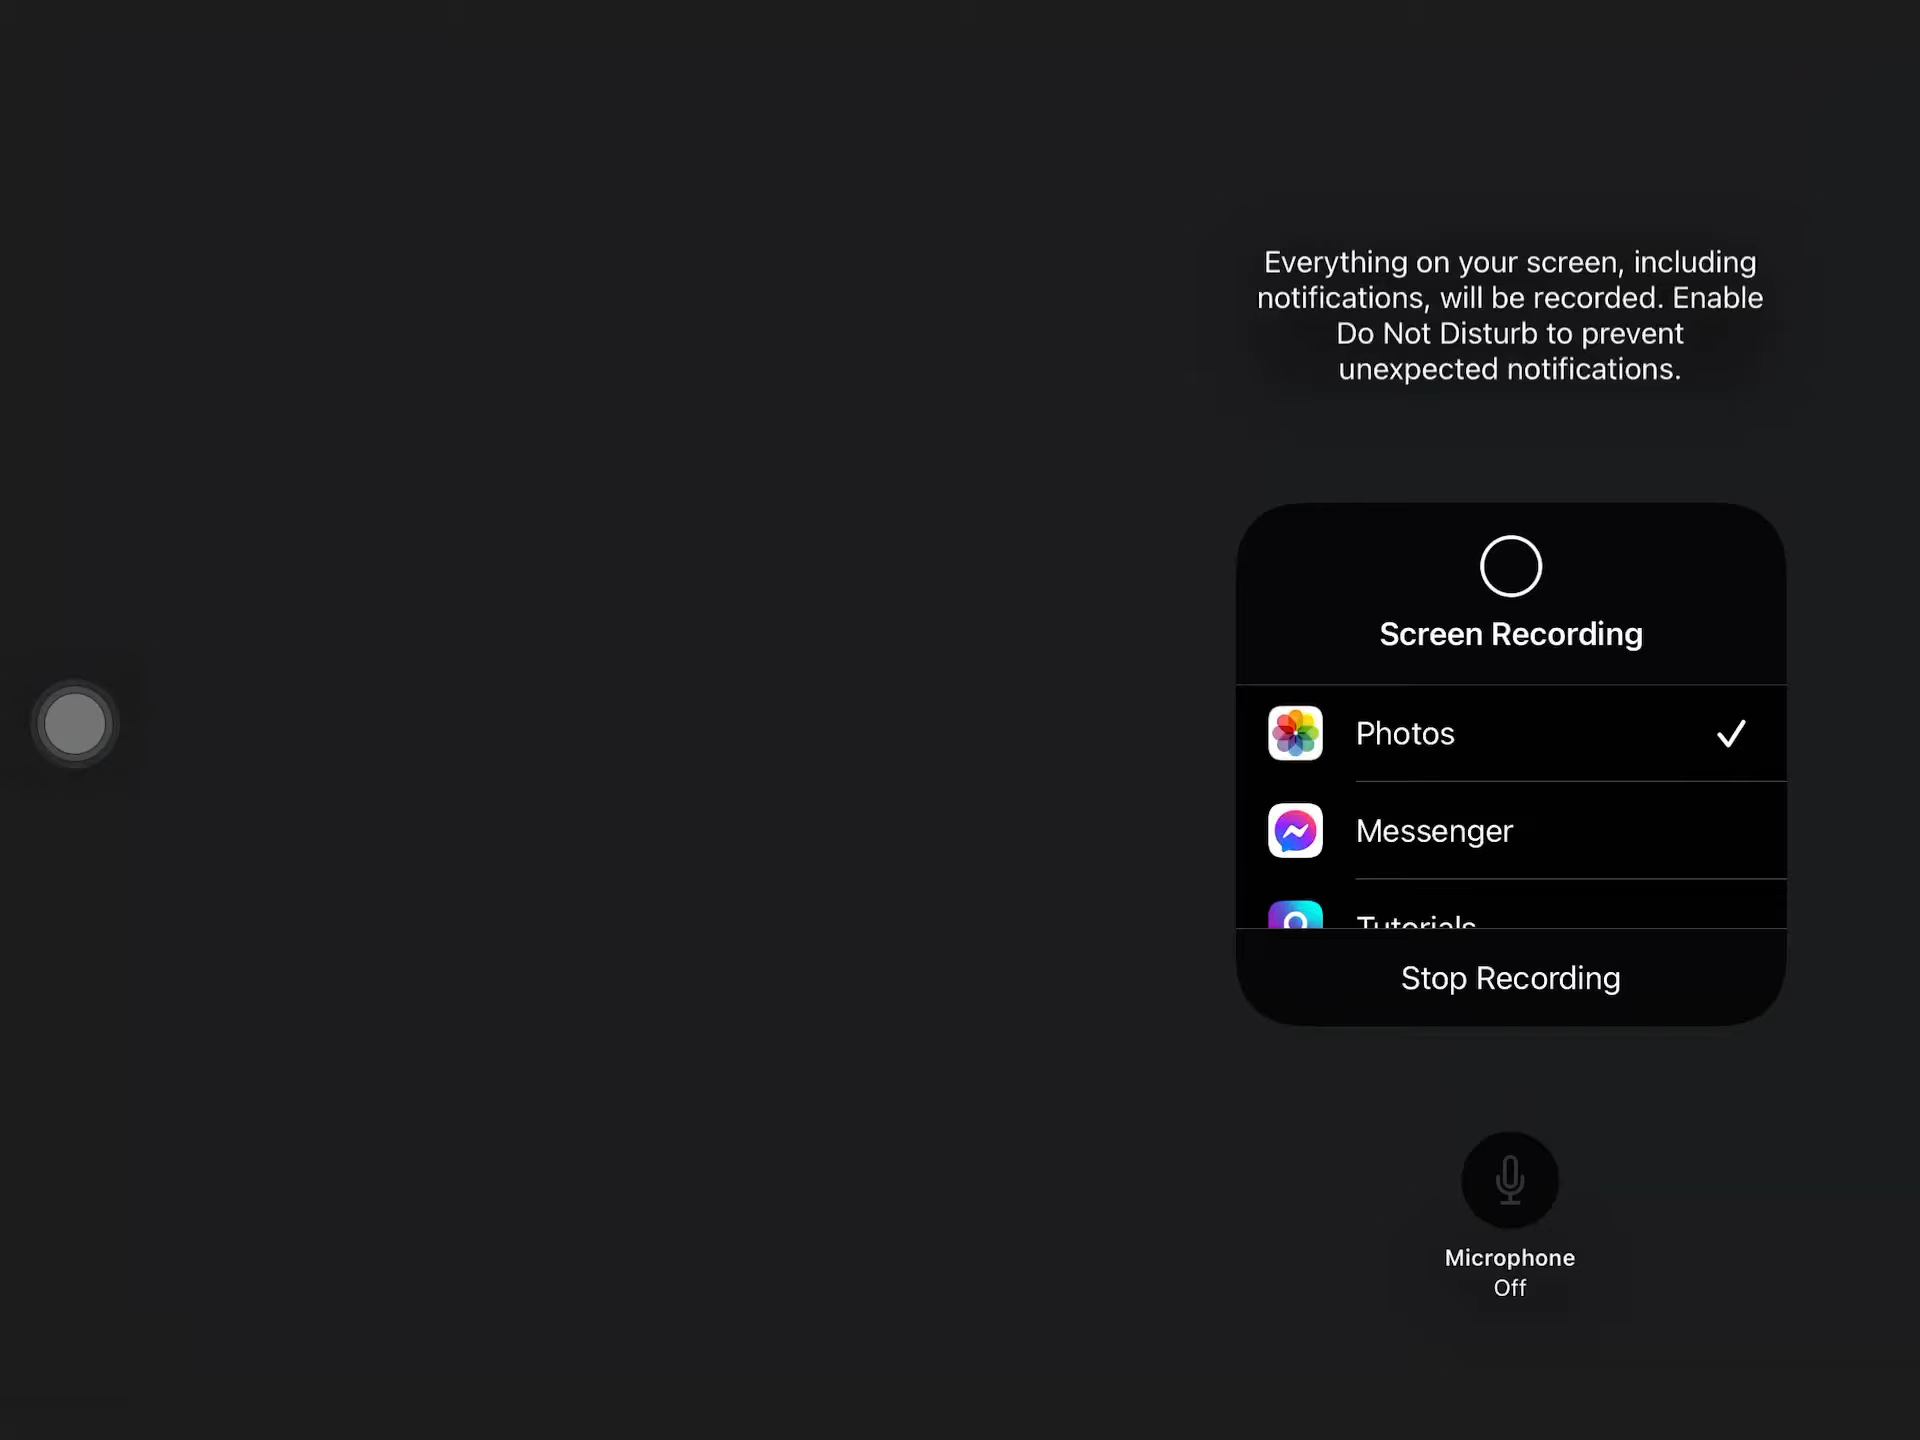 Everything on your screen, including
notifications, will be recorded. Enable
Do Not Disturb to prevent
unexpected notifications.
Screen Recording
Photos
Messenger
Tutorials
Stop Recording
Microphone
Off